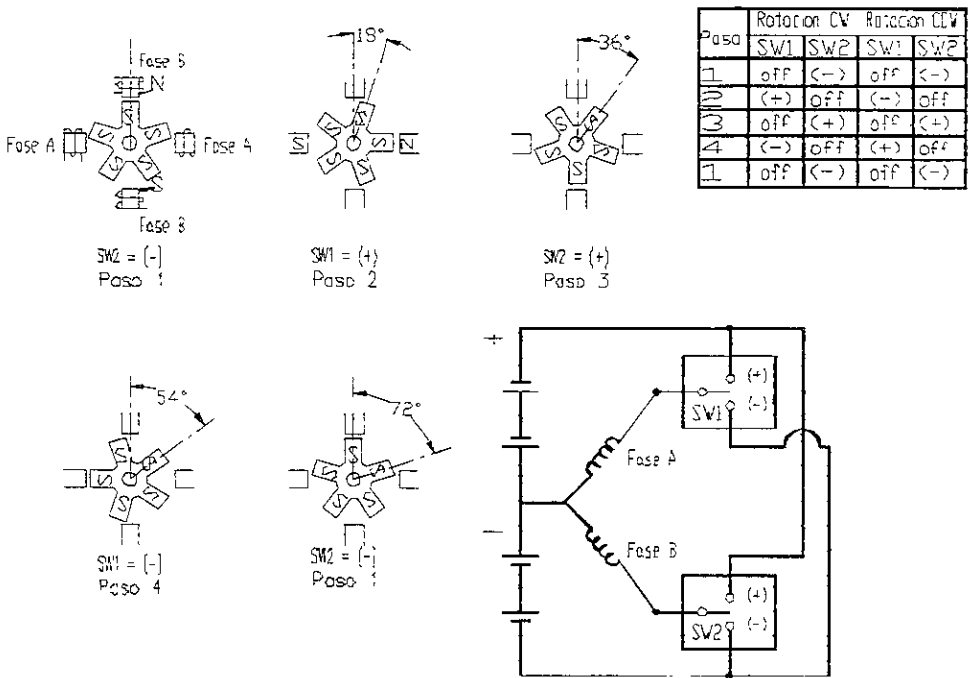 Fase B
N
Fase A
Fase A
S
S
S
S
S
Fase B
SW2 = (-)
Paso 1
18°
S
N
S
S
S
S
S
SW1 = (+)
Paso 2
36°
A
S
S
S
S
SW2 = (+)
Paso 3
Paso
Rotacion CW Rotacion CCW
SW1 SW2 SW1 SW2
1 off (-) off (-)
2 (+) off (-) off
3 off (+) off (+)
4 (-) off (+) off
1 off (-) off (-)
54°
S
A
S
S
S
SW1 = (-)
Paso 4
72°
S
S
A
S
S
SW2 = (-)
Paso 1
+
−
Fase A
Fase B
SW1
(+)
(-)
SW2
(+)
(-)